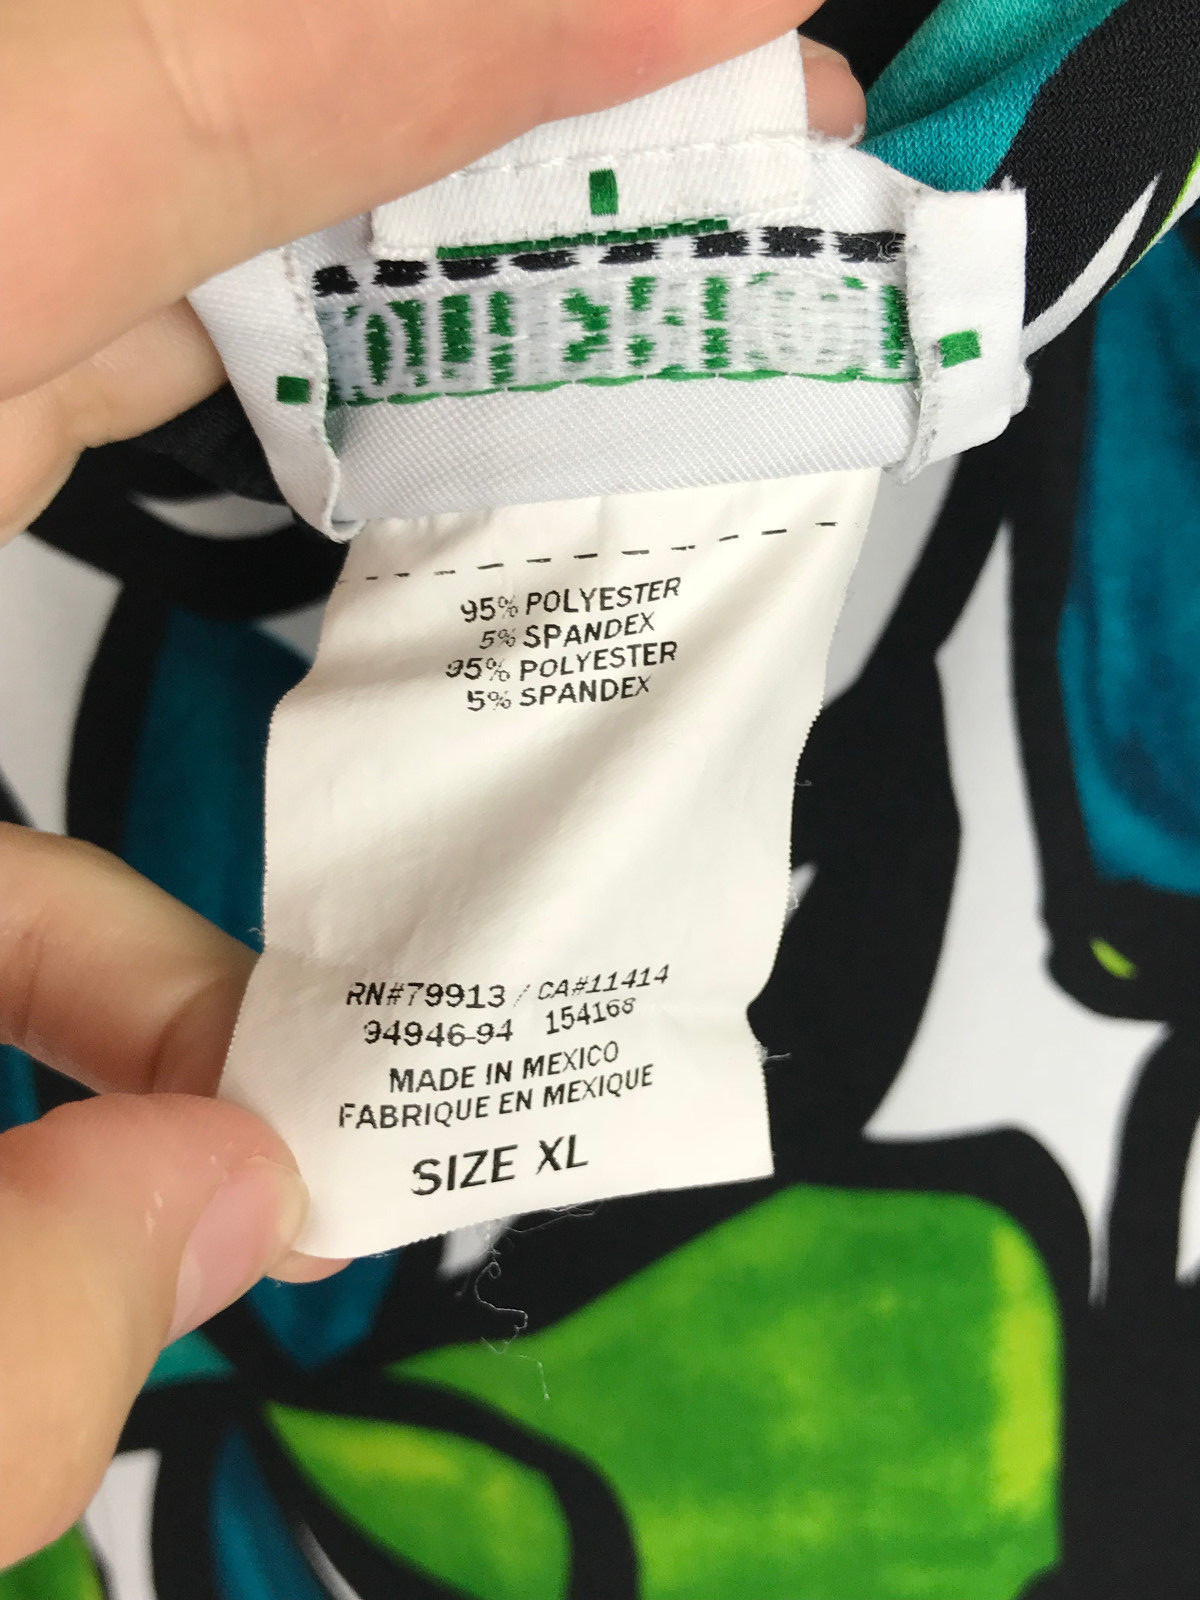 95% POLYESTER
5% SPANDEX
95% POLYESTER
5% SPANDEX
RN#79913 / CA#11414
94946-94 154168
MADE IN MEXICO
FABRIQUE EN MEXIQUE
SIZE XL